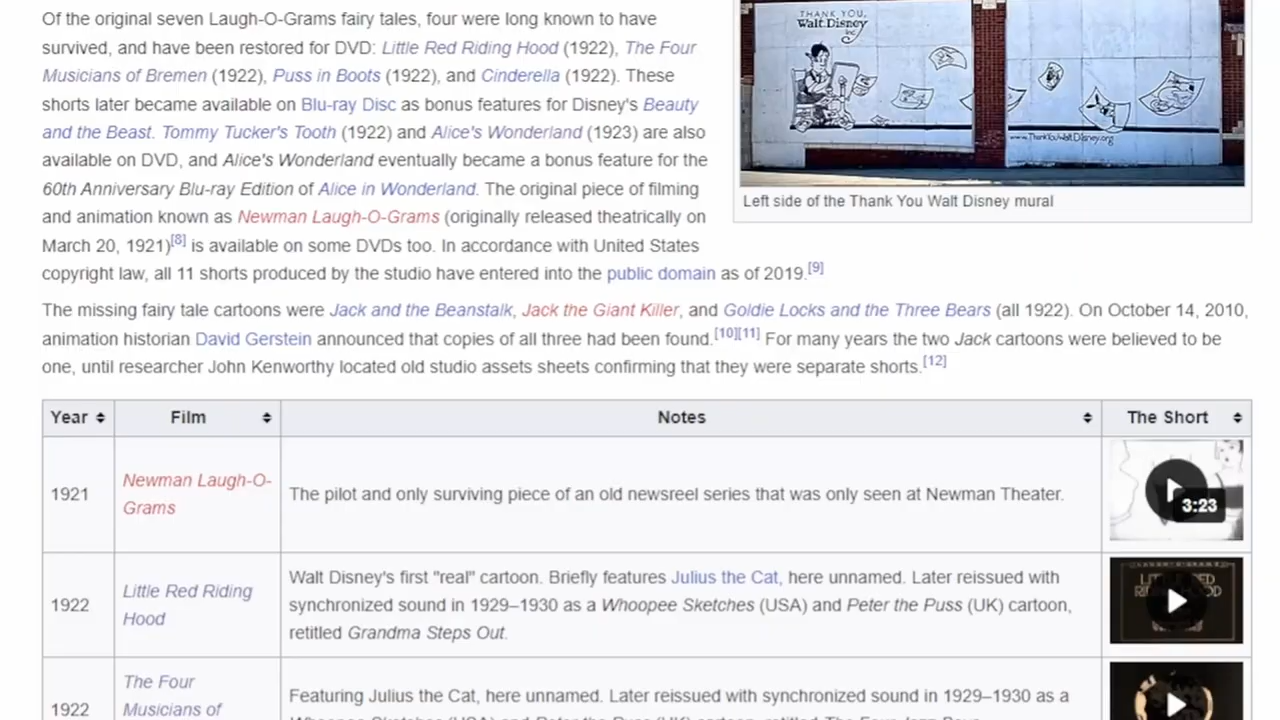 Of the original seven Laugh-O-Grams fairy tales, four were long known to have
survived, and have been restored for DVD: Little Red Riding Hood (1922), The Four
Musicians of Bremen (1922), Puss in Boots (1922), and Cinderella (1922). These
shorts later became available on Blu-ray Disc as bonus features for Disney's Beauty
and the Beast. Tommy Tucker's Tooth (1922) and Alice's Wonderland (1923) are also
available on DVD, and Alice's Wonderland eventually became a bonus feature for the
60th Anniversary Blu-ray Edition of Alice in Wonderland. The original piece of filming
and animation known as Newman Laugh-O-Grams (originally released theatrically on
March 20, 1921)[8] is available on some DVDs too. In accordance with United States
copyright law, all 11 shorts produced by the studio have entered into the public domain as of 2019.[9]
THANK YOU,
Walt Disney
Inc
www.ThankYouWaltDisney.org
Left side of the Thank You Walt Disney mural
The missing fairy tale cartoons were Jack and the Beanstalk, Jack the Giant Killer, and Goldie Locks and the Three Bears (all 1922). On October 14, 2010,
animation historian David Gerstein announced that copies of all three had been found.[10][11] For many years the two Jack cartoons were believed to be
one, until researcher John Kenworthy located old studio assets sheets confirming that they were separate shorts.[12]
Year Film Notes The Short
1921 Newman Laugh-O-
Grams
The pilot and only surviving piece of an old newsreel series that was only seen at Newman Theater.
3:23
1922 Little Red Riding
Hood
Walt Disney's first "real" cartoon. Briefly features Julius the Cat, here unnamed. Later reissued with
synchronized sound in 1929–1930 as a Whoopee Sketches (USA) and Peter the Puss (UK) cartoon,
retitled Grandma Steps Out.
1922 The Four
Musicians of
Featuring Julius the Cat, here unnamed. Later reissued with synchronized sound in 1929–1930 as a